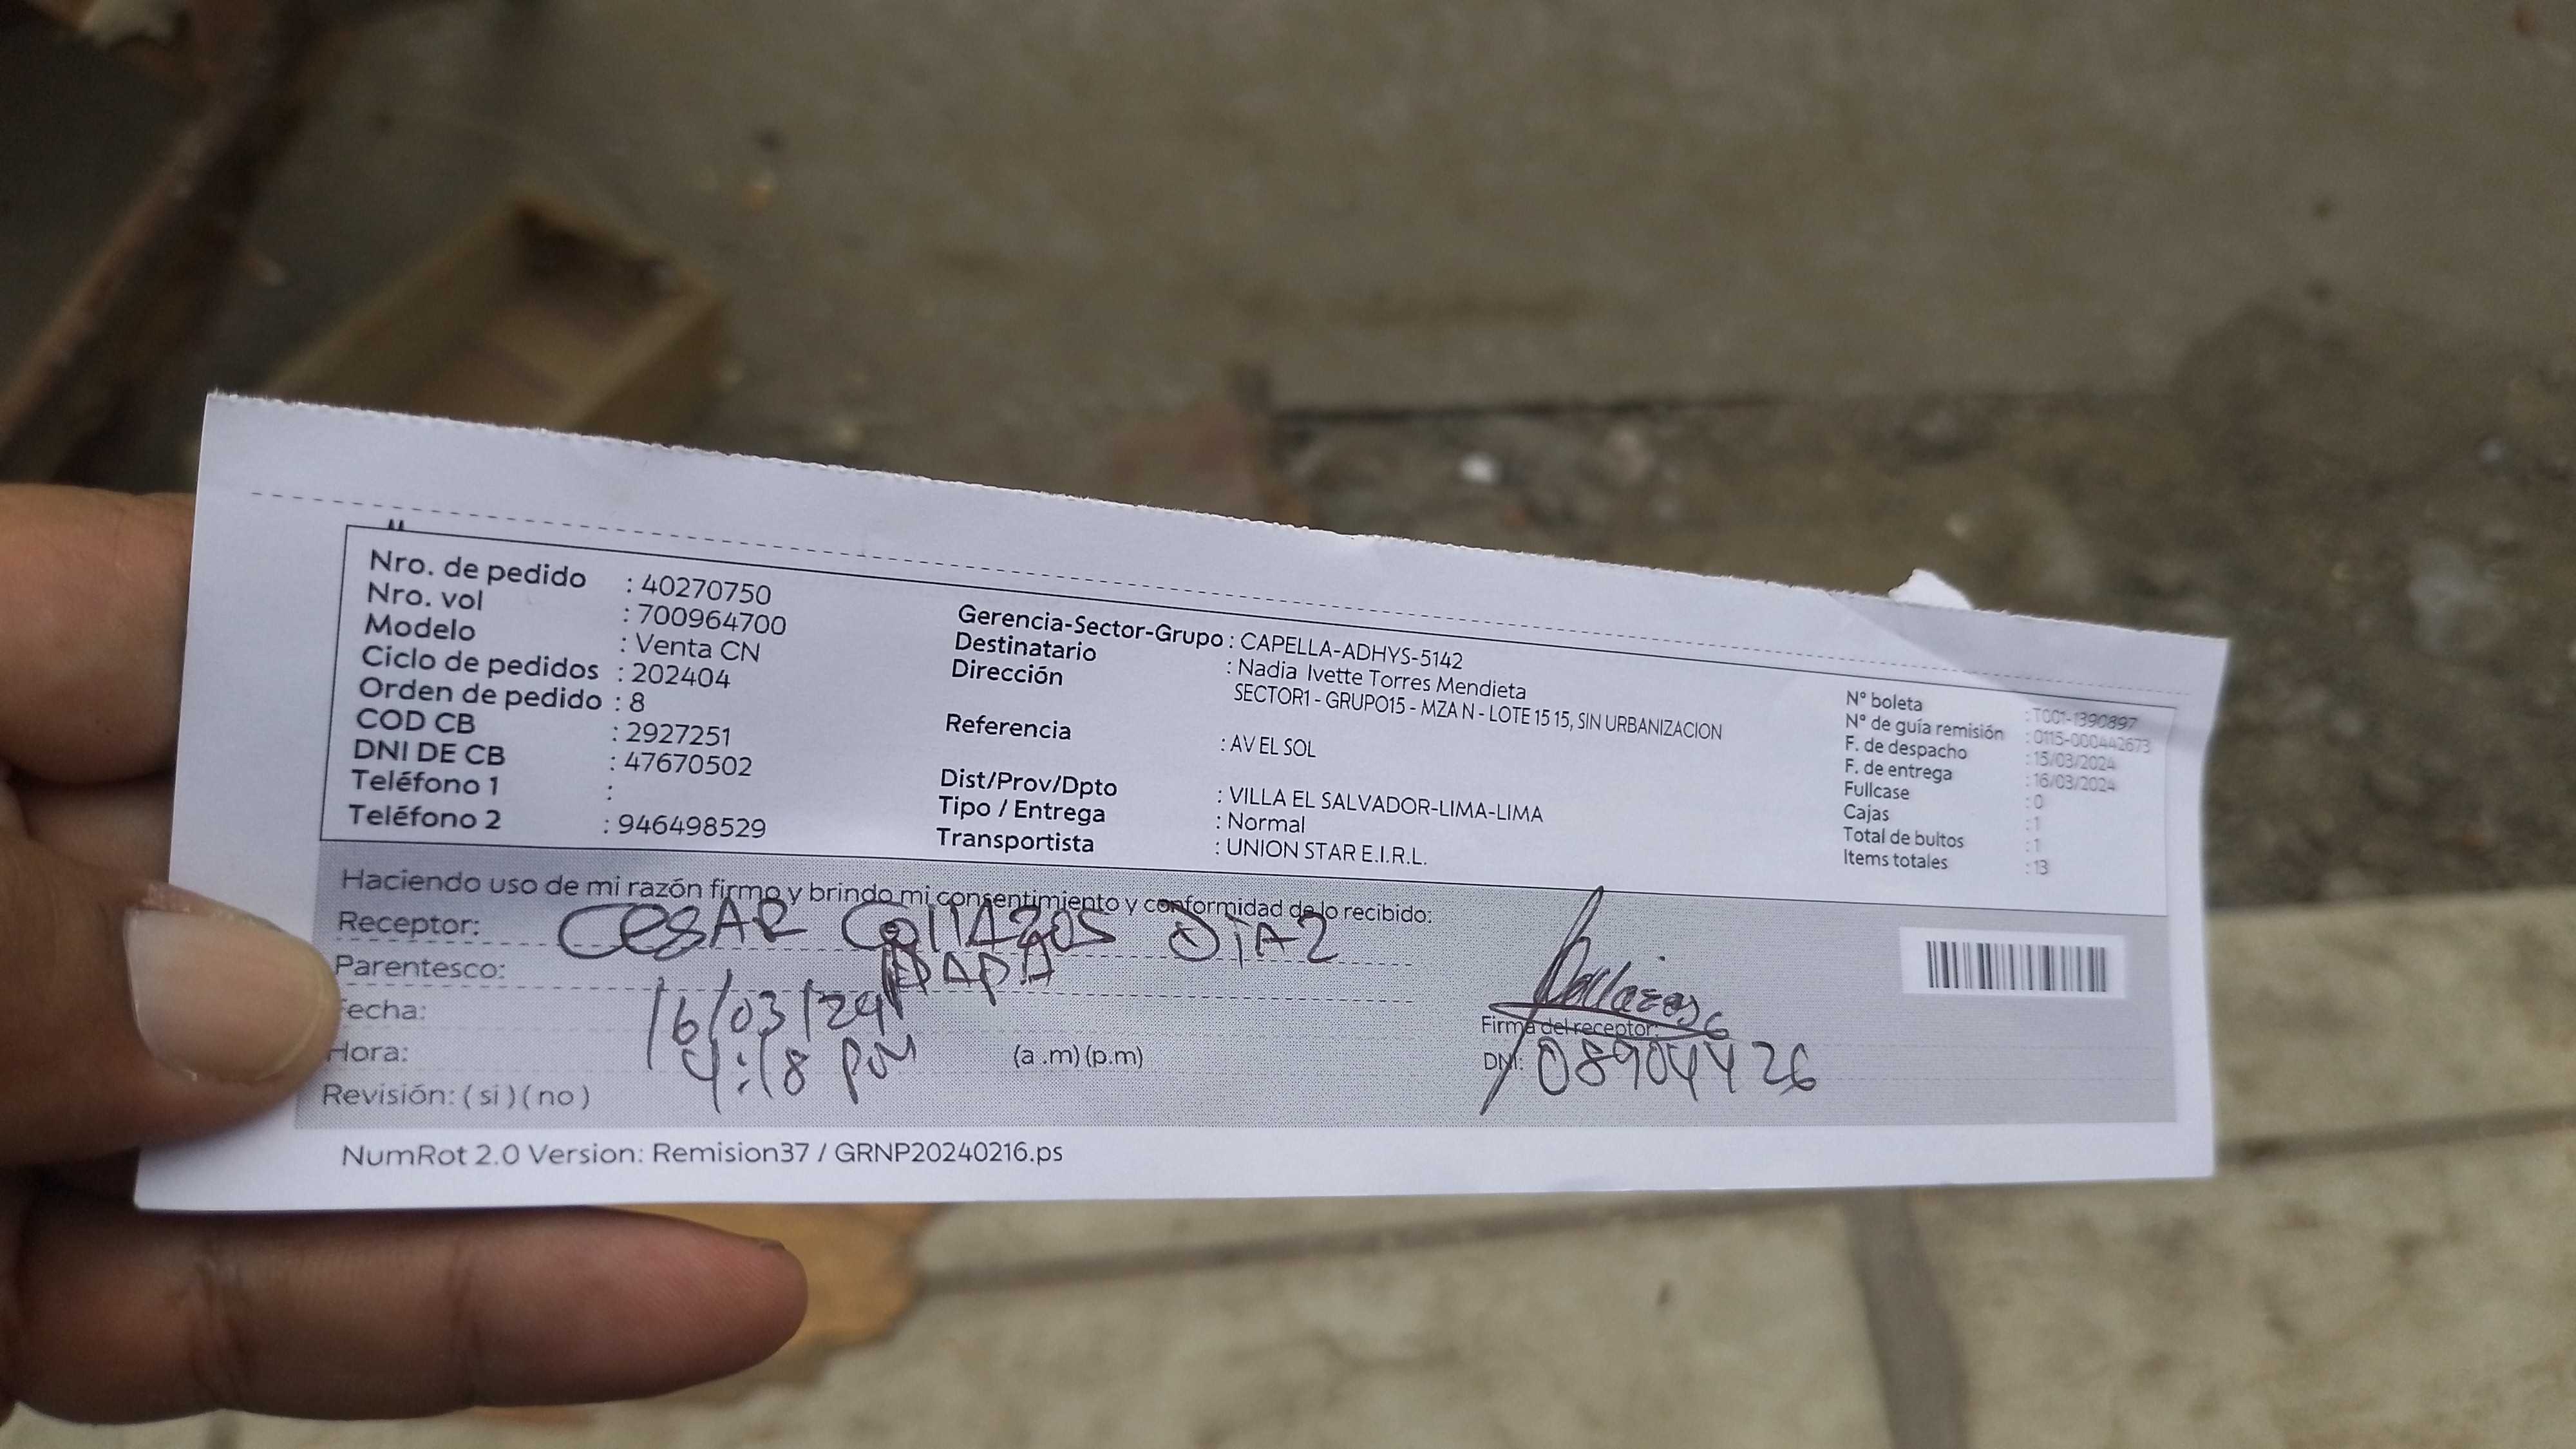 Nro. de pedido : 40270750
Nro. vol : 700964700
Modelo : Venta CN
Ciclo de pedidos : 202404
Orden de pedido : 8
COD CB : 2927251
DNI DE CB : 47670502
Teléfono 1 :
Teléfono 2 : 946498529
Gerencia-Sector-Grupo : CAPELLA-ADHYS-5142
Destinatario : Nadia Ivette Torres Mendieta
Dirección SECTOR1 - GRUPO15 - MZA N - LOTE 15 15, SIN URBANIZACION
Referencia : AV EL SOL
Dist/Prov/Dpto : VILLA EL SALVADOR-LIMA-LIMA
Tipo / Entrega : Normal
Transportista : UNION STAR E.I.R.L.
N° boleta : T001-1390897
N° de guía remisión : 0115-000442673
F. de despacho : 15/03/2024
F. de entrega : 16/03/2024
Fullcase : 0
Cajas : 1
Total de bultos : 1
Items totales : 13
Haciendo uso de mi razón firmo y brindo mi consentimiento y conformidad de lo recibido:
Receptor: CESAR COllAzos DiAz
Parentesco: PAPA
Fecha: 16/03/24
Hora: 4:18 pm (a .m) (p.m)
Revisión: ( si ) ( no )
Collazos
Firma del receptor:
DNI: 08904426
NumRot 2.0 Version: Remision37 / GRNP20240216.ps